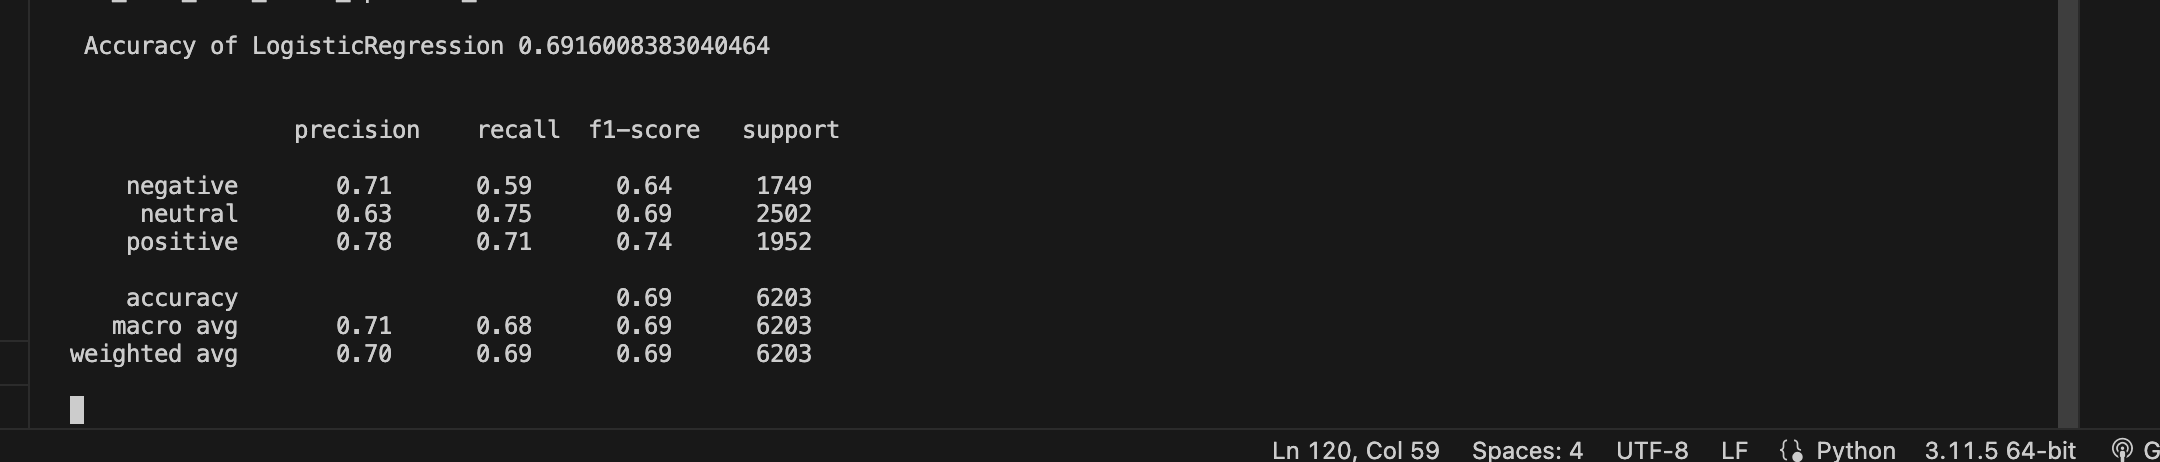 Accuracy of LogisticRegression 0.6916008383040464
precision recall f1-score support
negative 0.71 0.59 0.64 1749
neutral 0.63 0.75 0.69 2502
positive 0.78 0.71 0.74 1952
accuracy 0.69 6203
macro avg 0.71 0.68 0.69 6203
weighted avg 0.70 0.69 0.69 6203
Ln 120, Col 59 Spaces: 4 UTF-8 LF Python 3.11.5 64-bit G